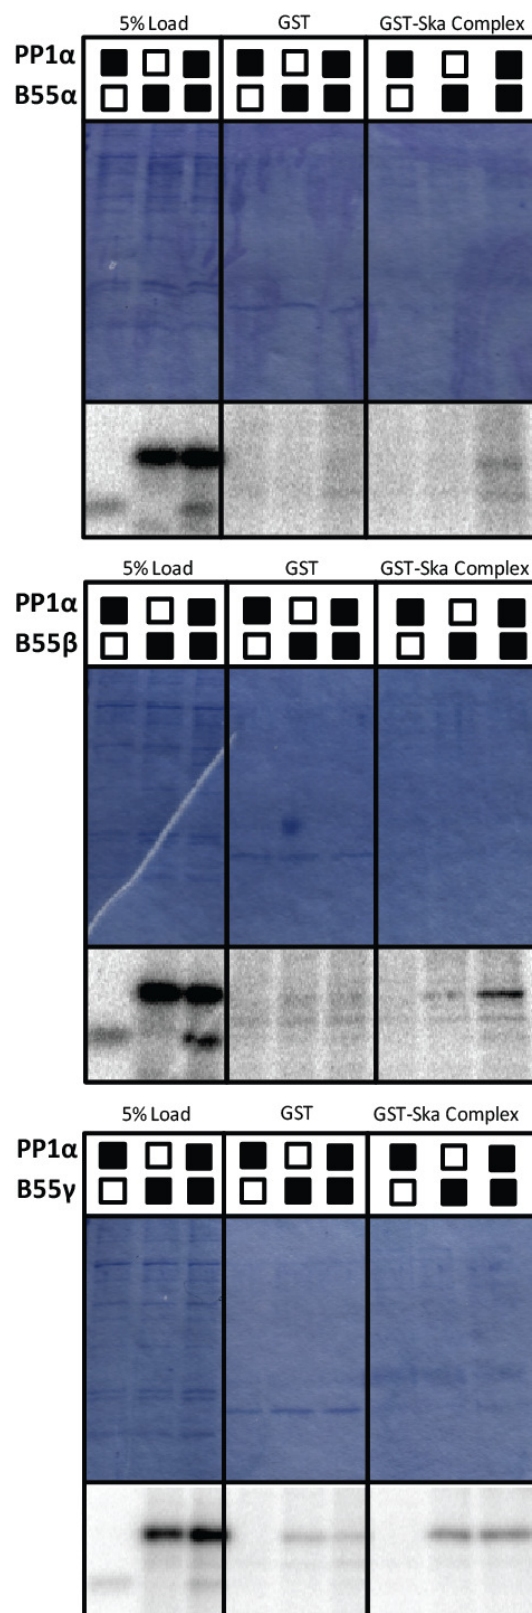 5% Load GST GST-Ska Complex
PP1α
B55α
5% Load GST GST-Ska Complex
PP1α
B55β
5% Load GST GST-Ska Complex
PP1α
B55γ